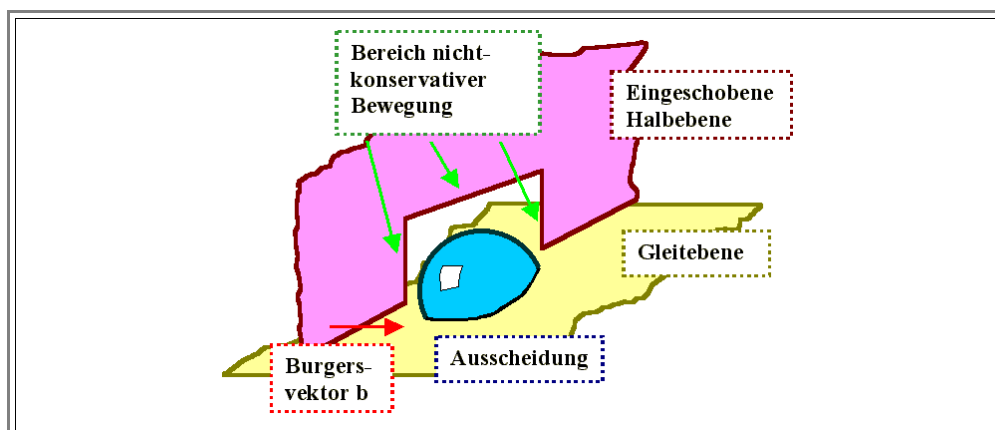 Bereich nicht-
konservativer
Bewegung
Eingeschobene
Halbebene
Gleitebene
Ausscheidung
Burgers-
vektor b